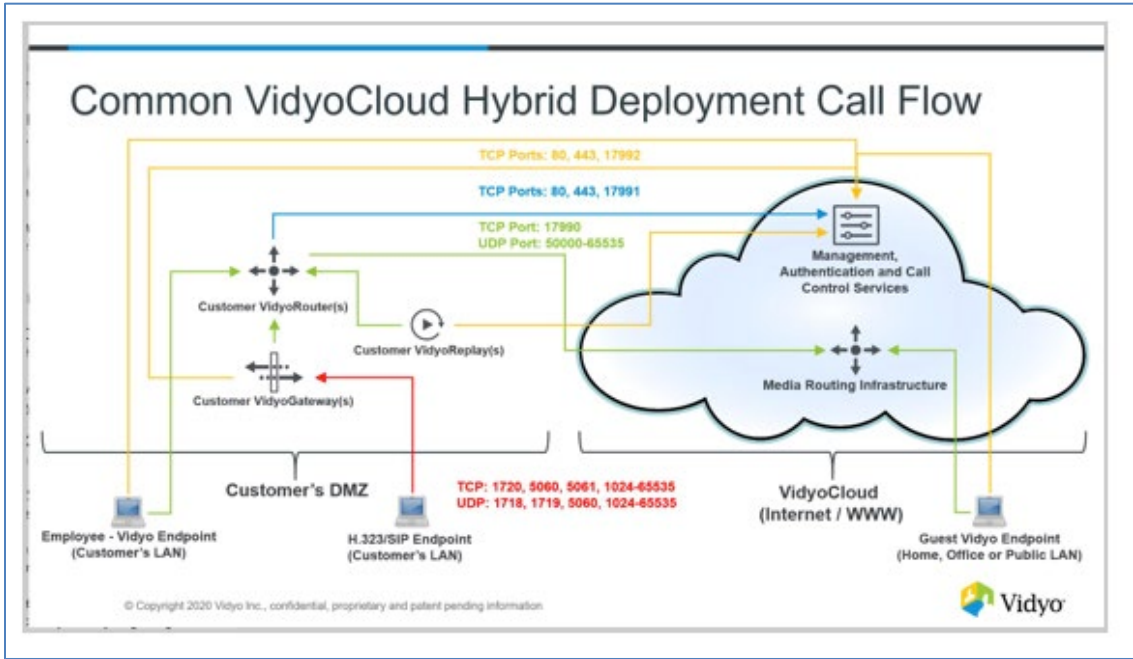 Common VidyoCloud Hybrid Deployment Call Flow
TCP Ports: 80, 443, 17992
TCP Ports: 80, 443, 17991
TCP Port: 17990
UDP Port: 50000-65535
Management,
Authentication and Call
Control Services
Customer VidyoRouter(s)
Customer VidyoReplay(s)
Media Routing Infrastructure
Customer VidyoGateway(s)
Customer's DMZ
TCP: 1720, 5060, 5061, 1024-65535
UDP: 1718, 1719, 5060, 1024-65535
VidyoCloud
(Internet / WWW)
Employee - Vidyo Endpoint
(Customer's LAN)
H.323/SIP Endpoint
(Customer's LAN)
Guest Vidyo Endpoint
(Home, Office or Public LAN)
© Copyright 2020 Vidyo Inc., confidential, proprietary and patent pending information
Vidyo